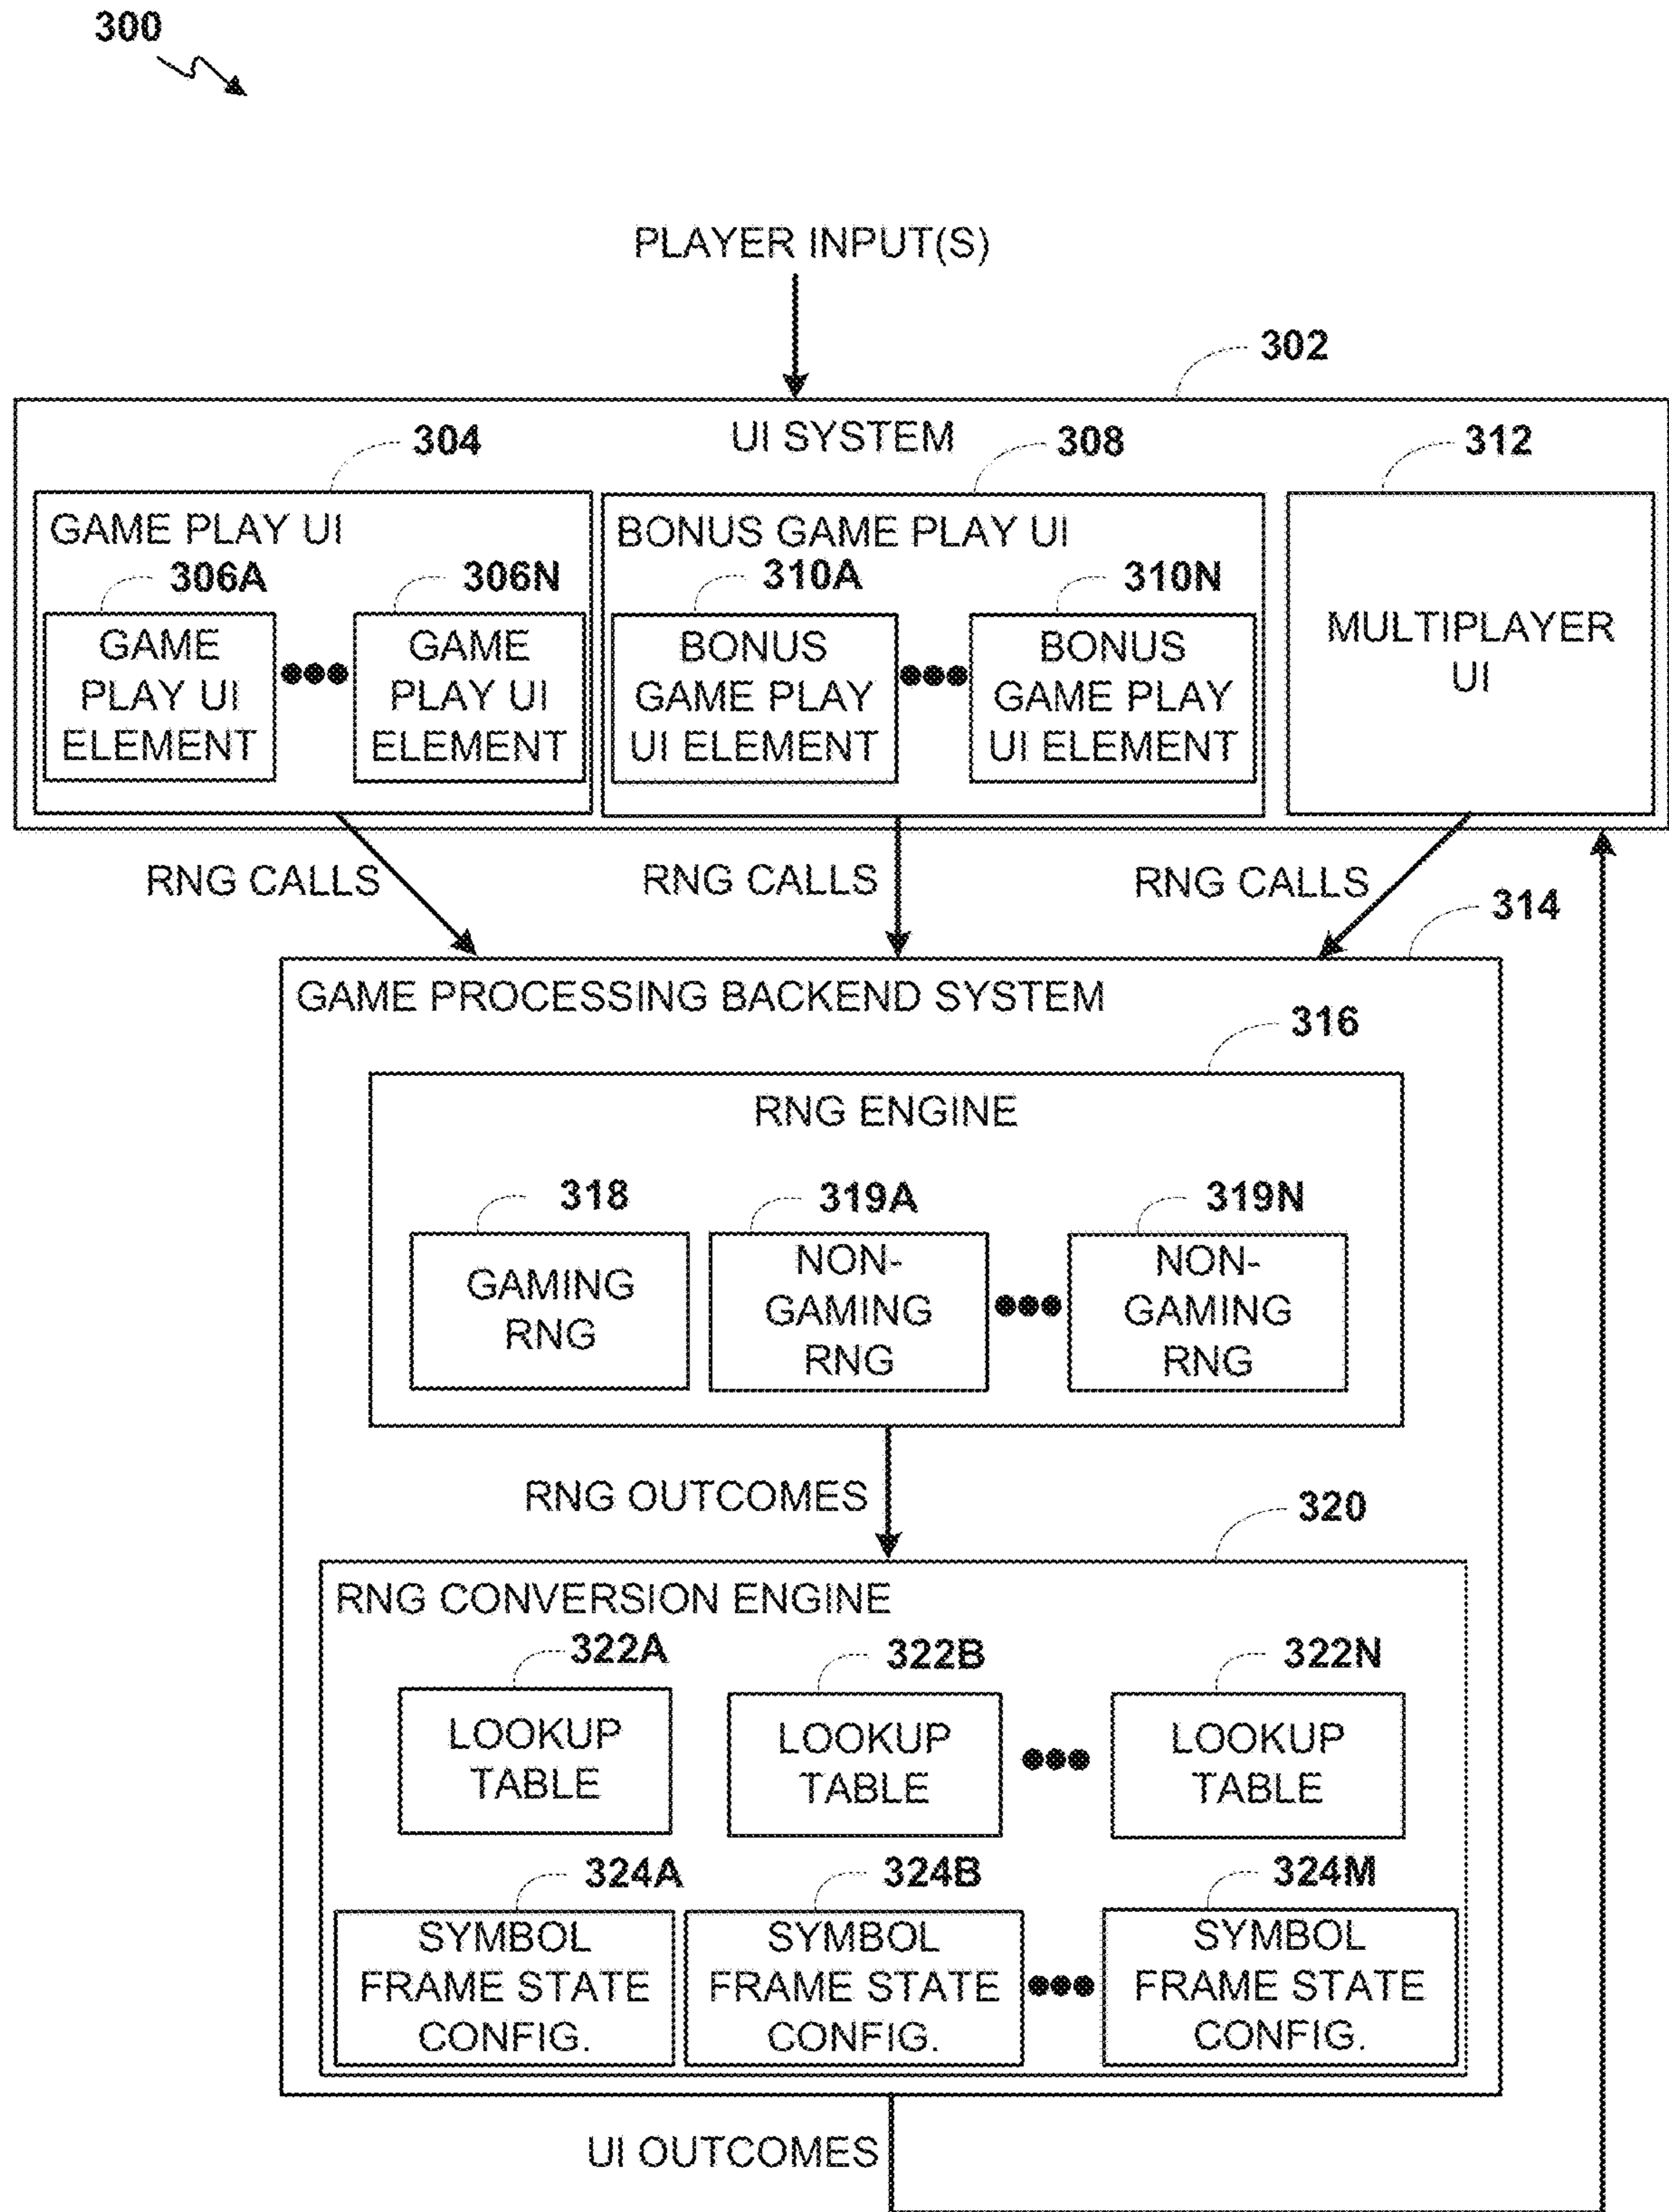 300
PLAYER INPUT(S)
302
UI SYSTEM
304
308
312
GAME PLAY UI
306A
306N
GAME
PLAY UI
ELEMENT
GAME
PLAY UI
ELEMENT
BONUS GAME PLAY UI
310A
310N
BONUS
GAME PLAY
UI ELEMENT
BONUS
GAME PLAY
UI ELEMENT
MULTIPLAYER
UI
RNG CALLS
RNG CALLS
RNG CALLS
314
GAME PROCESSING BACKEND SYSTEM
316
RNG ENGINE
318
319A
319N
GAMING
RNG
NON-
GAMING
RNG
NON-
GAMING
RNG
RNG OUTCOMES
320
RNG CONVERSION ENGINE
322A
322B
322N
LOOKUP
TABLE
LOOKUP
TABLE
LOOKUP
TABLE
324A
324B
324M
SYMBOL
FRAME STATE
CONFIG.
SYMBOL
FRAME STATE
CONFIG.
SYMBOL
FRAME STATE
CONFIG.
UI OUTCOMES